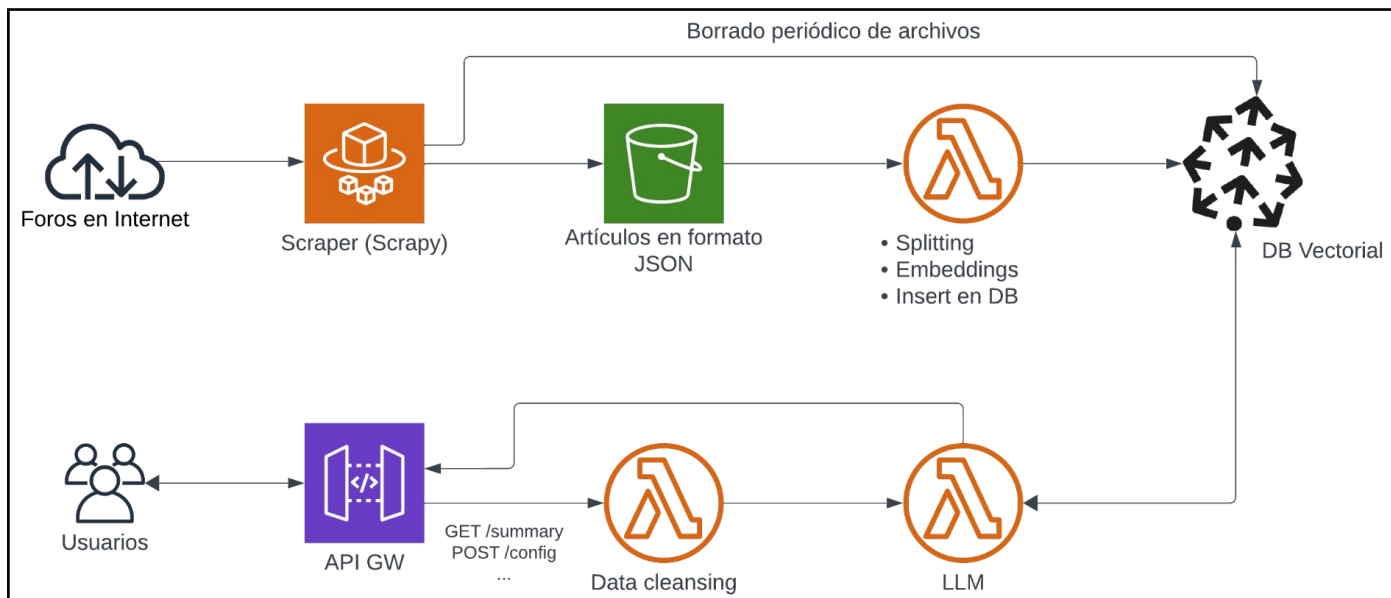 Borrado periódico de archivos
Foros en Internet
Scraper (Scrapy)
Artículos en formato
JSON
• Splitting
• Embeddings
• Insert en DB
DB Vectorial
Usuarios
</>
API GW
GET /summary
POST /config
...
Data cleansing
LLM